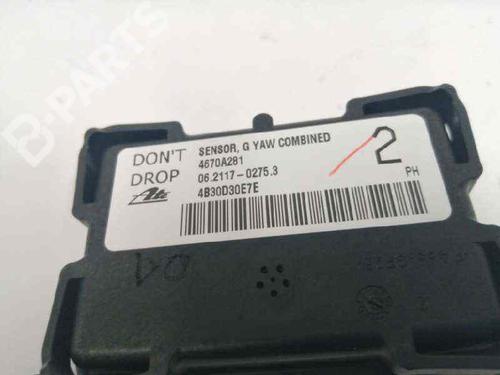 B-PARTS
DON'T
DROP
Ate
SENSOR, G YAW COMBINED
4670A281
06.2117-0275.3
4B30D30E7E
2
PH
04